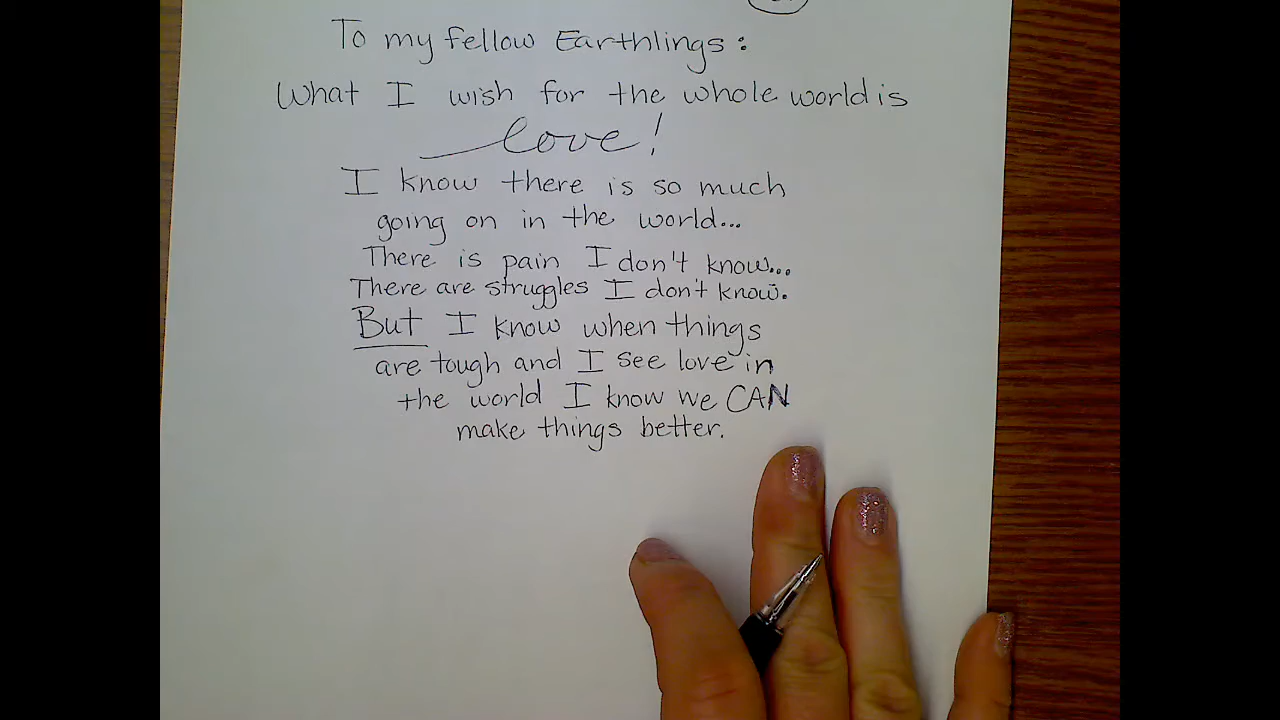 To my fellow Earthlings:
What I wish for the whole world is
love!
I know there is so much
going on in the world...
There is pain I don't know...
There are struggles I don't know.
But I know when things
are tough and I see love in
the world I know we CAN
make things better.